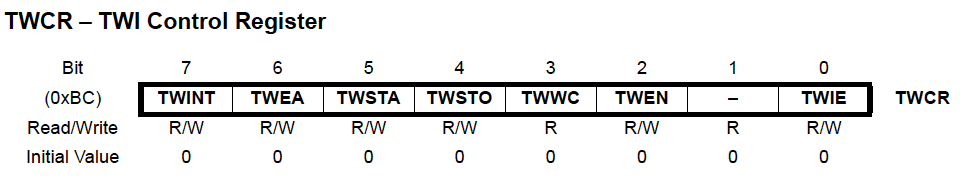 TWCR – TWI Control Register
Bit 7 6 5 4 3 2 1 0
(0xBC) TWINT TWEA TWSTA TWSTO TWWC TWEN – TWIE TWCR
Read/Write R/W R/W R/W R/W R R/W R R/W
Initial Value 0 0 0 0 0 0 0 0